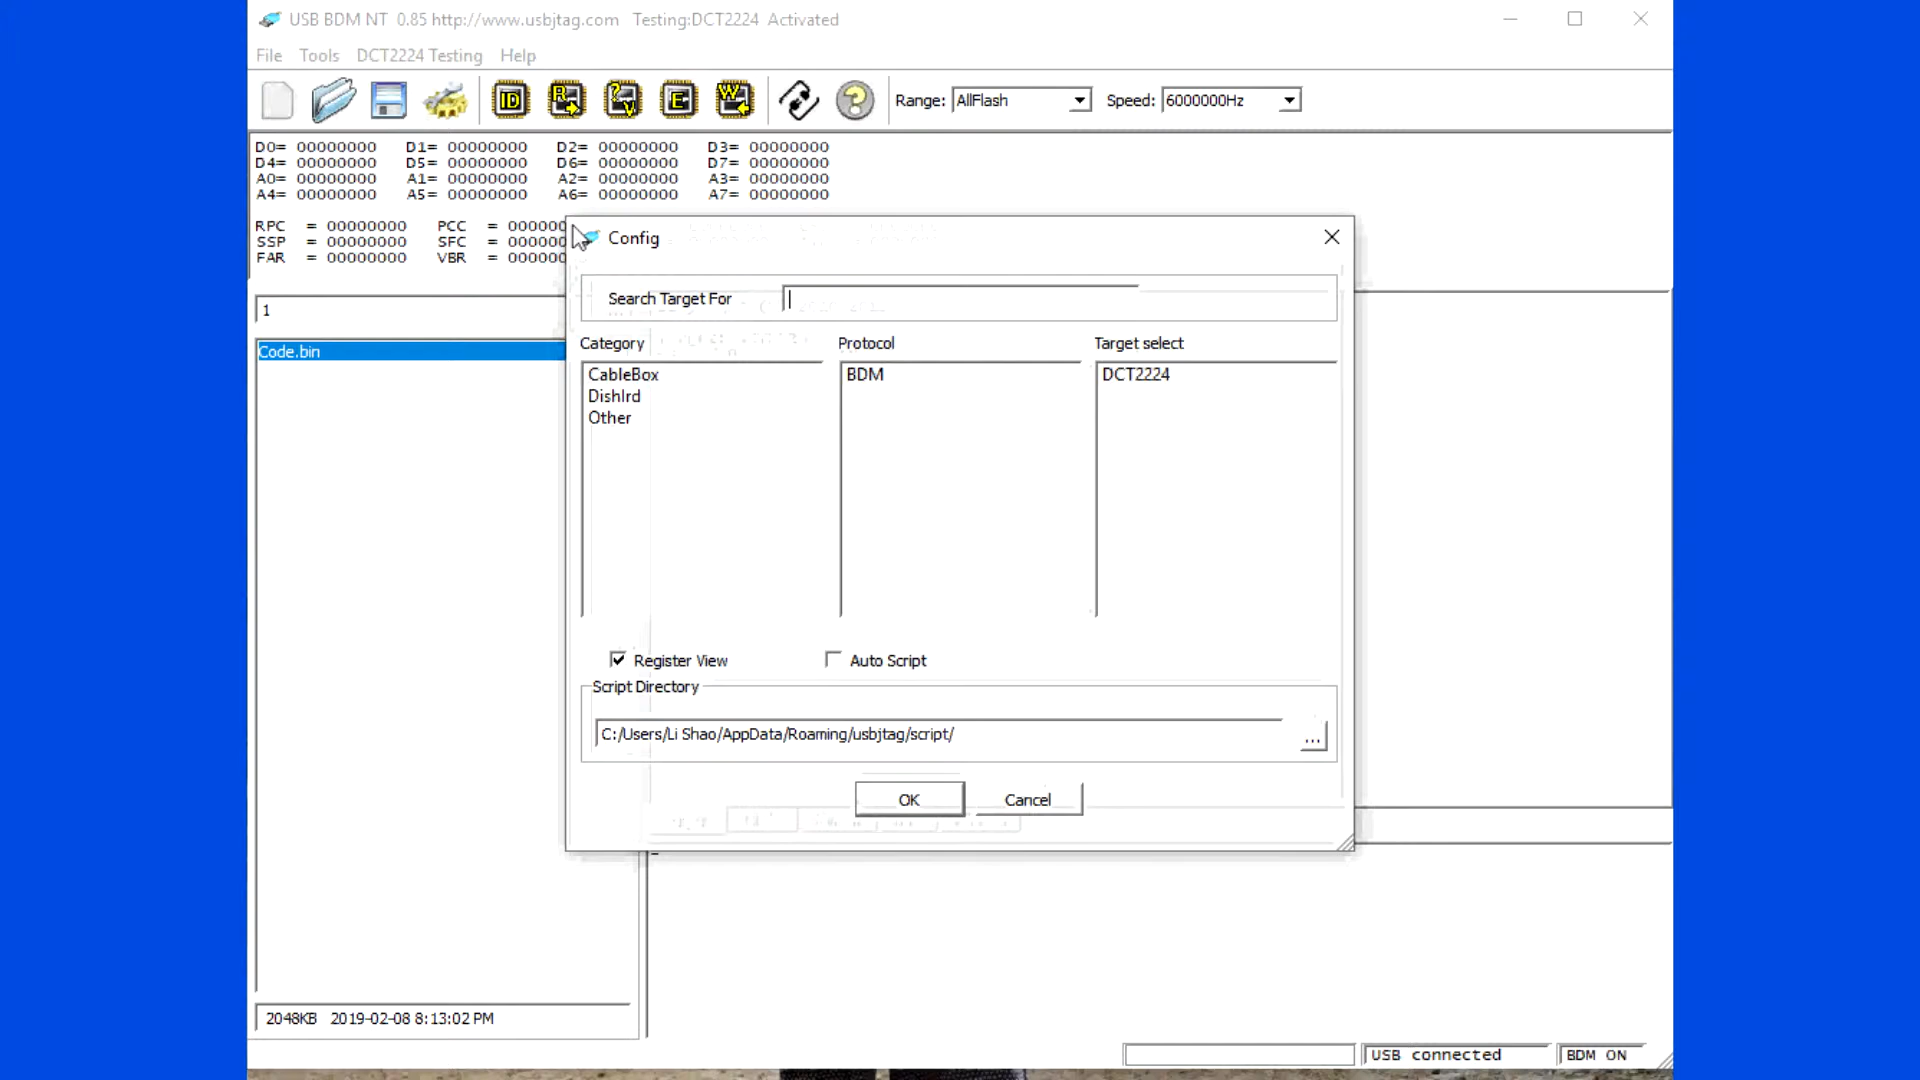 USB BDM NT 0.85 http://www.usbjtag.com Testing:DCT2224 Activated
File Tools DCT2224 Testing Help
ID R ? V E W Range: AllFlash Speed: 6000000Hz
D0= 00000000 D1= 00000000 D2= 00000000 D3= 00000000
D4= 00000000 D5= 00000000 D6= 00000000 D7= 00000000
A0= 00000000 A1= 00000000 A2= 00000000 A3= 00000000
A4= 00000000 A5= 00000000 A6= 00000000 A7= 00000000
RPC = 00000000 PCC = 000000
SSP = 00000000 SFC = 000000
FAR = 00000000 VBR = 000000
Config
1
Search Target For
Category Protocol Target select
Code.bin
CableBox BDM DCT2224
DishIrd
Other
Register View Auto Script
Script Directory
C:/Users/Li Shao/AppData/Roaming/usbjtag/script/ ...
OK Cancel
2048KB 2019-02-08 8:13:02 PM
USB connected BDM ON